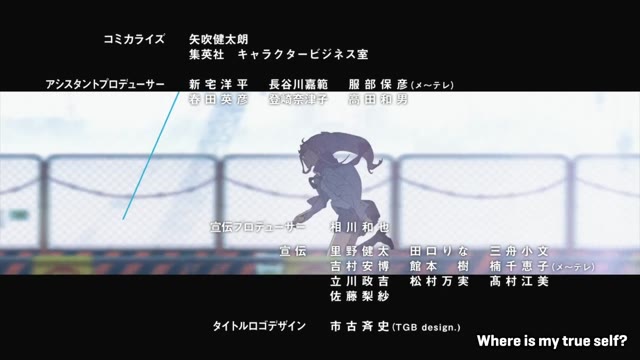 コミカライズ 矢吹健太朗
集英社 キャラクタービジネス室
アシスタントプロデューサー 新宅洋平 長谷川嘉範 服部保彦(メ〜テレ)
春田英彦 登崎奈津子 高田和男
宣伝プロデューサー 相川和也
宣伝 里野健太 田口りな 三舟小文
吉村安博 館本樹 楠千恵子(メ〜テレ)
立川政吉 松村万実 髙村江美
佐藤梨紗
タイトルロゴデザイン 市古斉史(TGB design.)
Where is my true self?